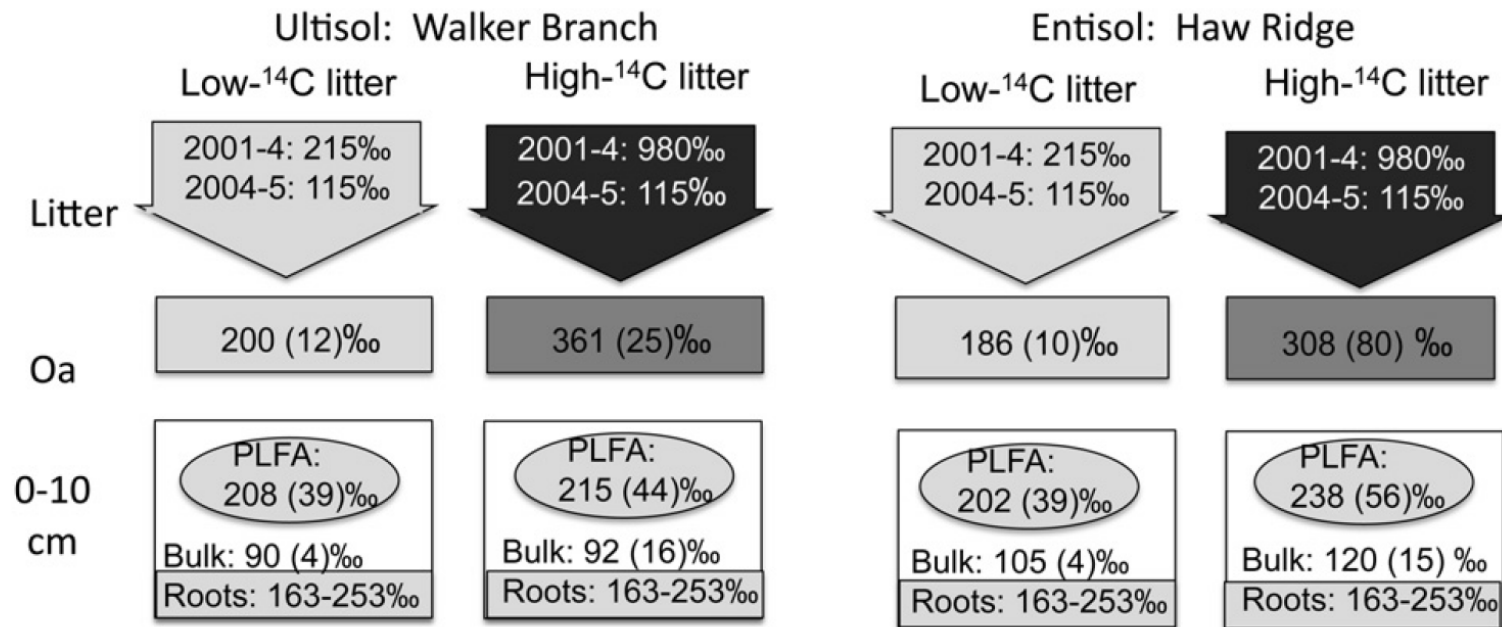 Ultisol: Walker Branch
Low-¹⁴C litter
High-¹⁴C litter
2001-4: 215‰
2004-5: 115‰
2001-4: 980‰
2004-5: 115‰
Entisol: Haw Ridge
Low-¹⁴C litter
High-¹⁴C litter
2001-4: 215‰
2004-5: 115‰
2001-4: 980‰
2004-5: 115‰
Litter
Oa
200 (12)‰
361 (25)‰
186 (10)‰
308 (80) ‰
0-10
cm
PLFA:
208 (39)‰
Bulk: 90 (4)‰
Roots: 163-253‰
PLFA:
215 (44)‰
Bulk: 92 (16)‰
Roots: 163-253‰
PLFA:
202 (39)‰
Bulk: 105 (4)‰
Roots: 163-253‰
PLFA:
238 (56)‰
Bulk: 120 (15) ‰
Roots: 163-253‰